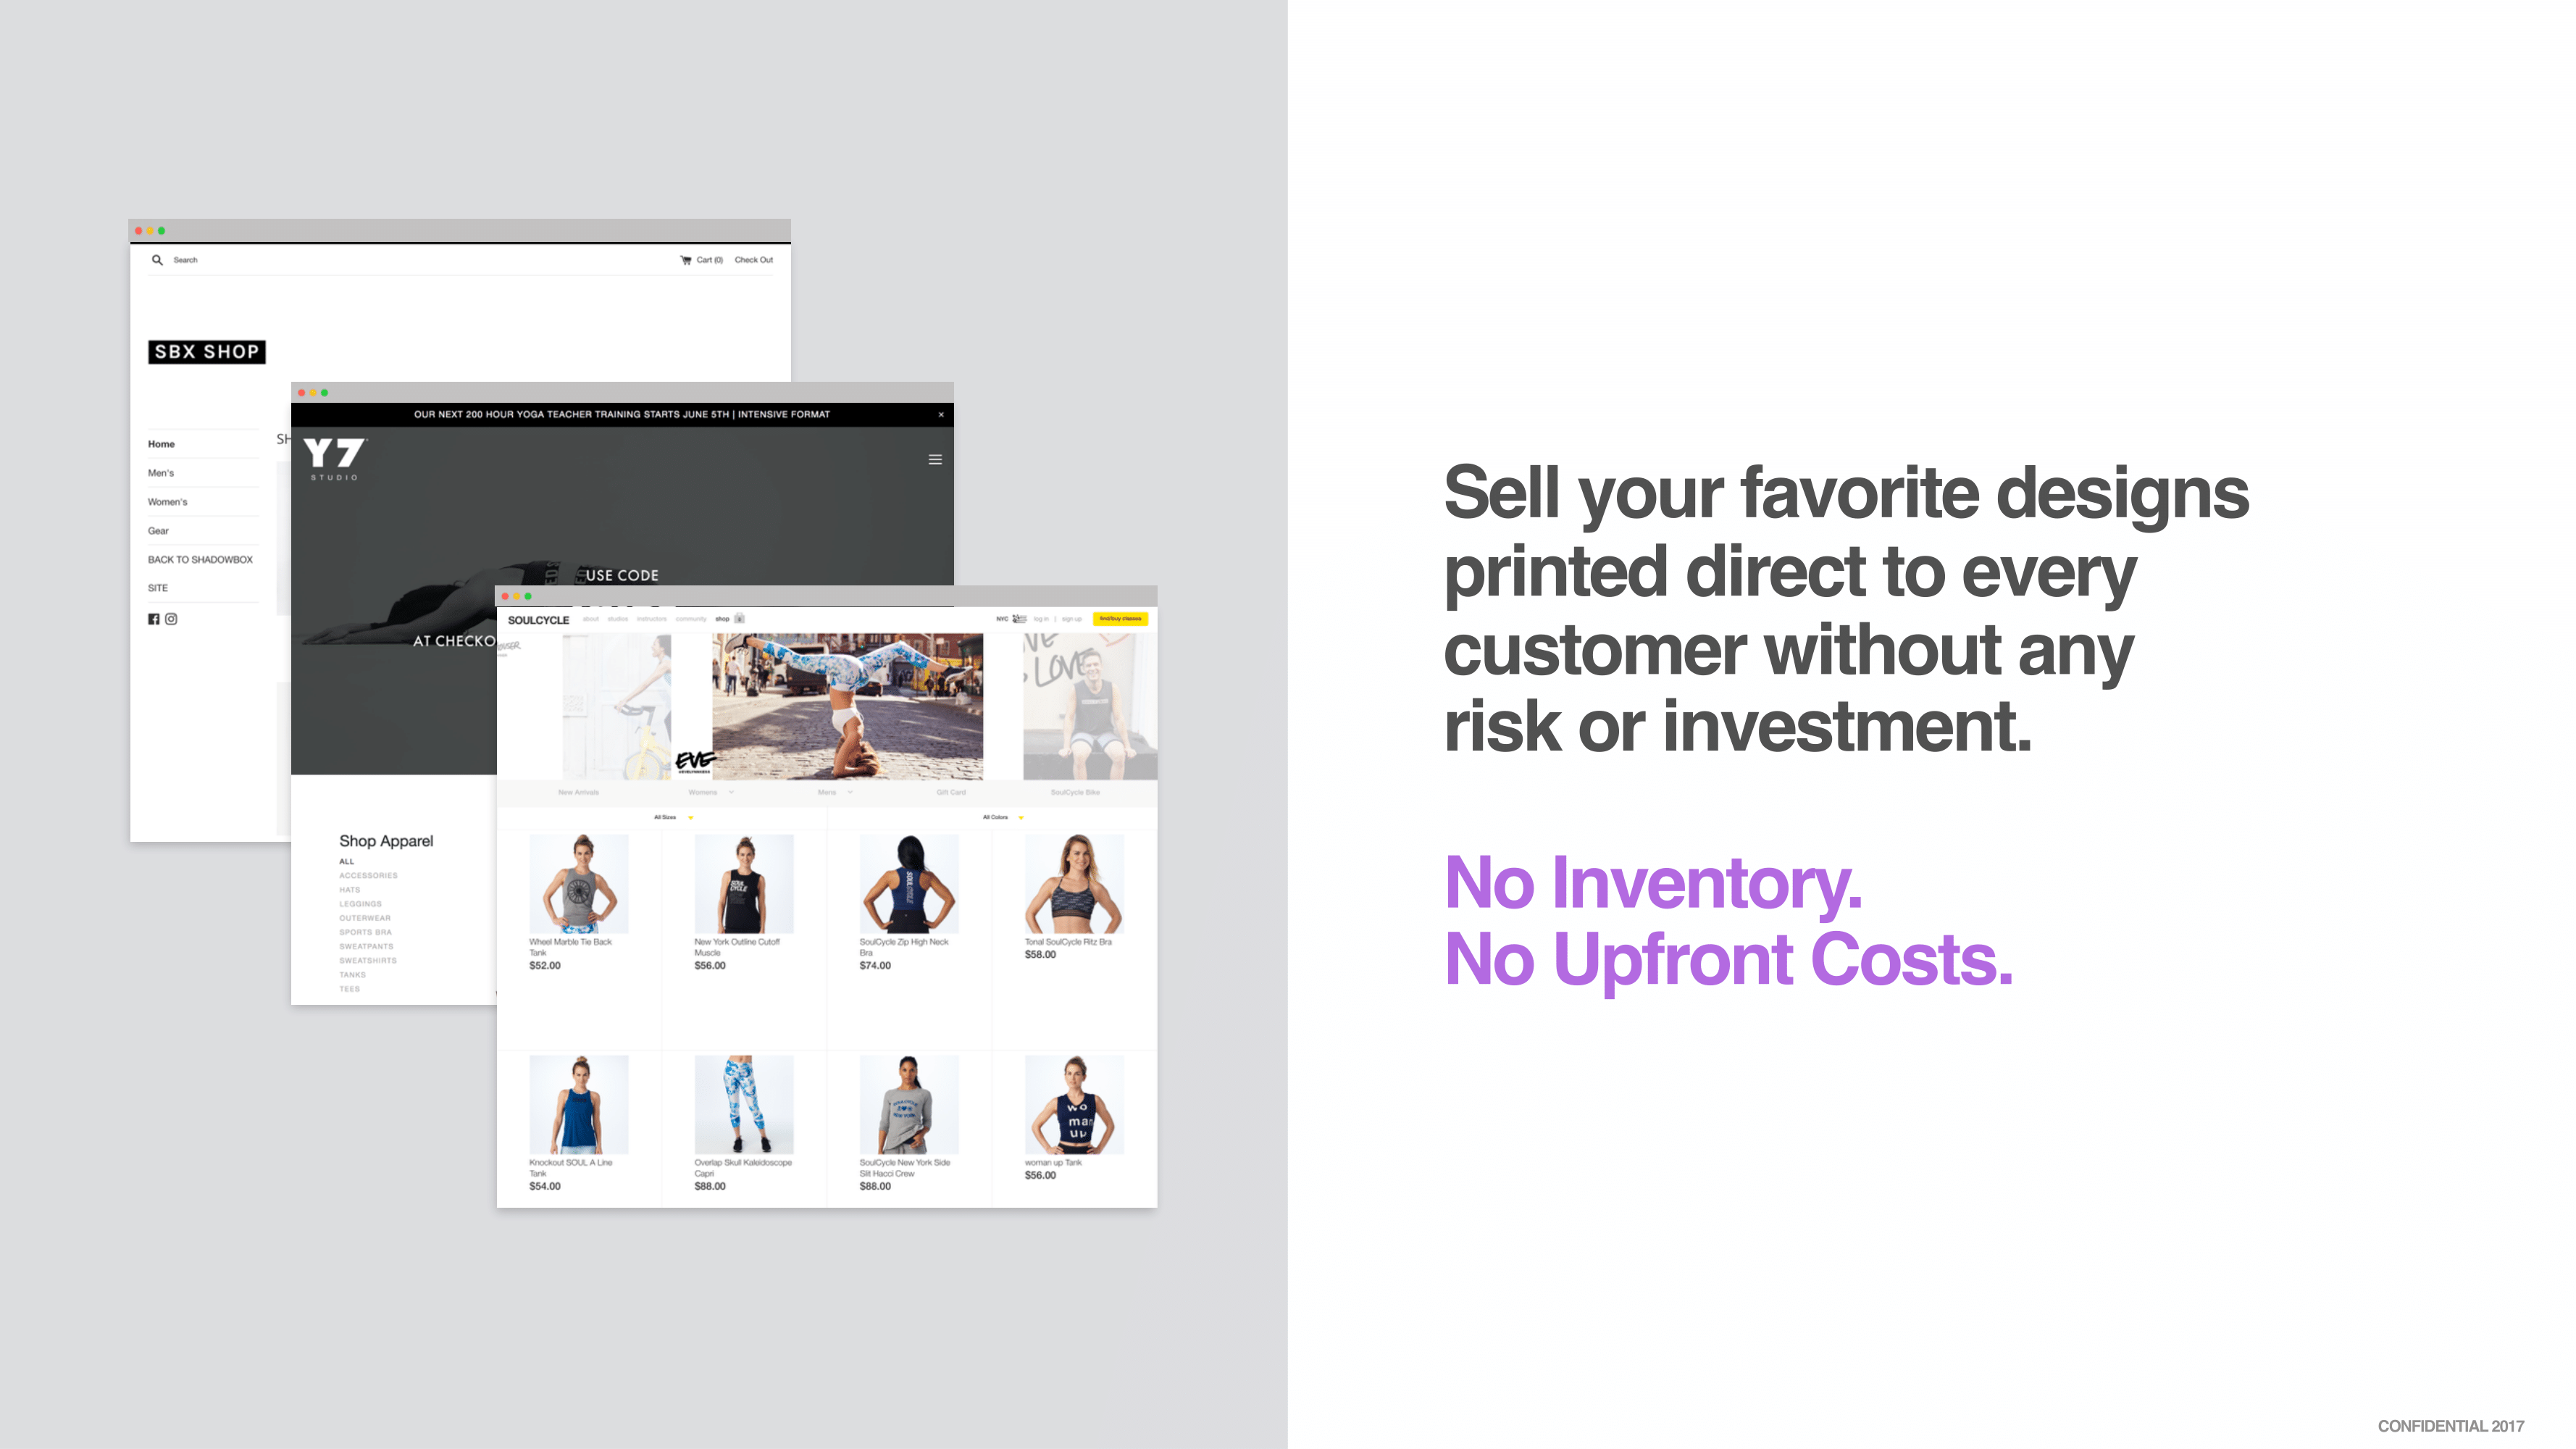 Search
Cart (0) Check Out
SBX SHOP
Home
Men's
Women's
Gear
BACK TO SHADOWBOX
SITE
SH
OUR NEXT 200 HOUR YOGA TEACHER TRAINING STARTS JUNE 5TH | INTENSIVE FORMAT ×
Y7
STUDIO
USE CODE
AT CHECKO
Shop Apparel
ALL
ACCESSORIES
HATS
LEGGINGS
OUTERWEAR
SPORTS BRA
SWEATPANTS
SWEATSHIRTS
TANKS
TEES
SOULCYCLE about studios instructors community shop
NYC log in | sign up find/buy classes
LOVE
EVE
New Arrivals Womens Mens Gift Card SoulCycle Bike
All Sizes All Colors
SOUL
CYCLE
SOULCYCLE
Wheel Marble Tie Back
Tank
$52.00
New York Outline Cutoff
Muscle
$56.00
SoulCycle Zip High Neck
Bra
$74.00
Tonal SoulCycle Ritz Bra
$58.00
wo
man
up
Knockout SOUL A Line
Tank
$54.00
Overlap Skull Kaleidoscope
Capri
$88.00
SoulCycle New York Side
Slit Hacci Crew
$88.00
woman up Tank
$56.00
Sell your favorite designs
printed direct to every
customer without any
risk or investment.
No Inventory.
No Upfront Costs.
CONFIDENTIAL 2017